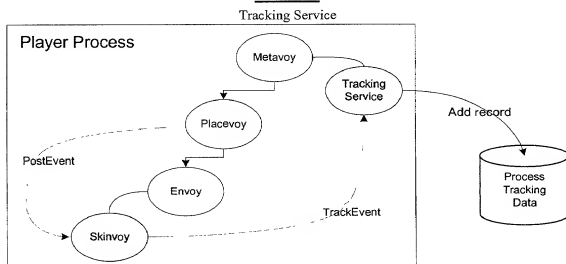 Tracking Service
Player Process
Metavoy
Tracking
Service
Placevoy
Add record
PostEvent
Process
Tracking
Data
Envoy
TrackEvent
Skinvoy